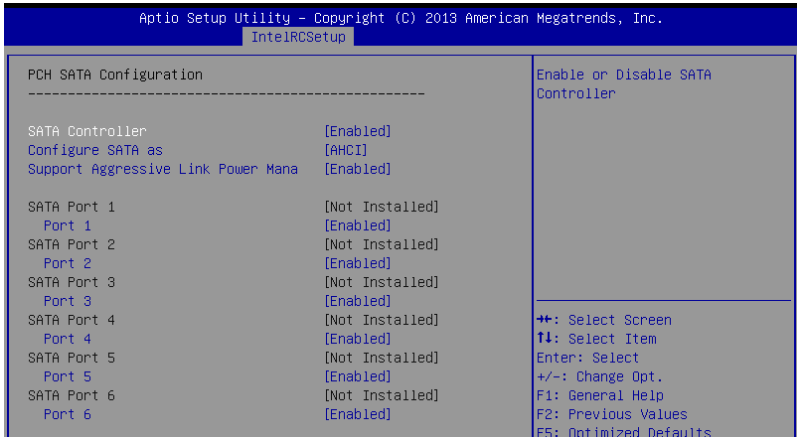 Aptio Setup Utility – Copyright (C) 2013 American Megatrends, Inc.
IntelRCSetup
PCH SATA Configuration
--------------------------------------------------
SATA Controller [Enabled]
Configure SATA as [AHCI]
Support Aggressive Link Power Mana [Enabled]
SATA Port 1 [Not Installed]
Port 1 [Enabled]
SATA Port 2 [Not Installed]
Port 2 [Enabled]
SATA Port 3 [Not Installed]
Port 3 [Enabled]
SATA Port 4 [Not Installed]
Port 4 [Enabled]
SATA Port 5 [Not Installed]
Port 5 [Enabled]
SATA Port 6 [Not Installed]
Port 6 [Enabled]
Enable or Disable SATA
Controller
→←: Select Screen
↑↓: Select Item
Enter: Select
+/-: Change Opt.
F1: General Help
F2: Previous Values
F5: Optimized Defaults